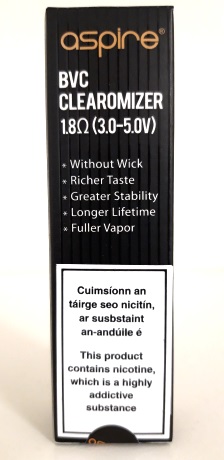 aspire®
BVC
CLEAROMIZER
1.8Ω (3.0-5.0V)
* Without Wick
* Richer Taste
* Greater Stability
* Longer Lifetime
* Fuller Vapor
Cuimsíonn an
táirge seo nicitín,
ar susbstaint
an-andúile é
This product
contains nicotine,
which is a highly
addictive
substance